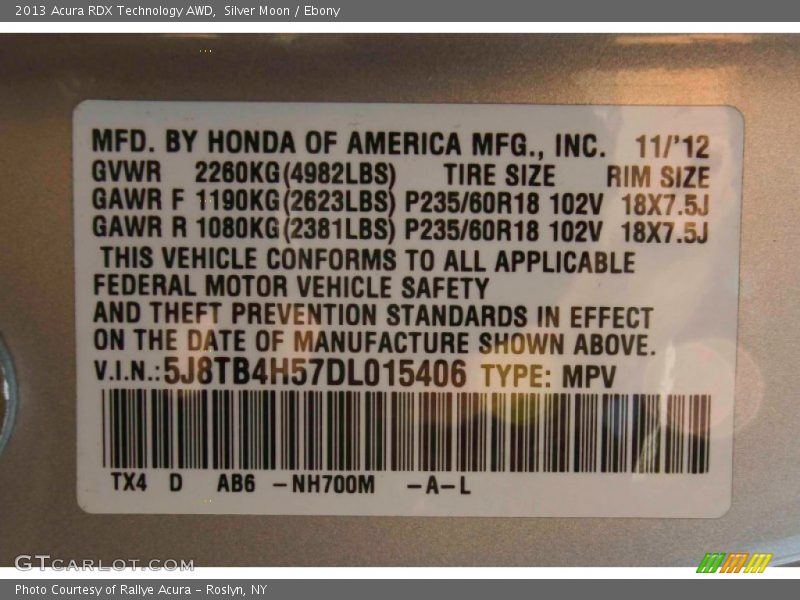 2013 Acura RDX Technology AWD,  Silver Moon / Ebony
MFD. BY HONDA OF AMERICA MFG., INC. 11/'12
GVWR 2260KG(4982LBS) TIRE SIZE RIM SIZE
GAWR F 1190KG(2623LBS) P235/60R18 102V 18X7.5J
GAWR R 1080KG(2381LBS) P235/60R18 102V 18X7.5J
THIS VEHICLE CONFORMS TO ALL APPLICABLE
FEDERAL MOTOR VEHICLE SAFETY
AND THEFT PREVENTION STANDARDS IN EFFECT
ON THE DATE OF MANUFACTURE SHOWN ABOVE.
V.I.N.:5J8TB4H57DL015406 TYPE: MPV
TX4 D AB6 -NH700M -A-L
GTCARLOT.COM
Photo Courtesy of Rallye Acura - Roslyn, NY